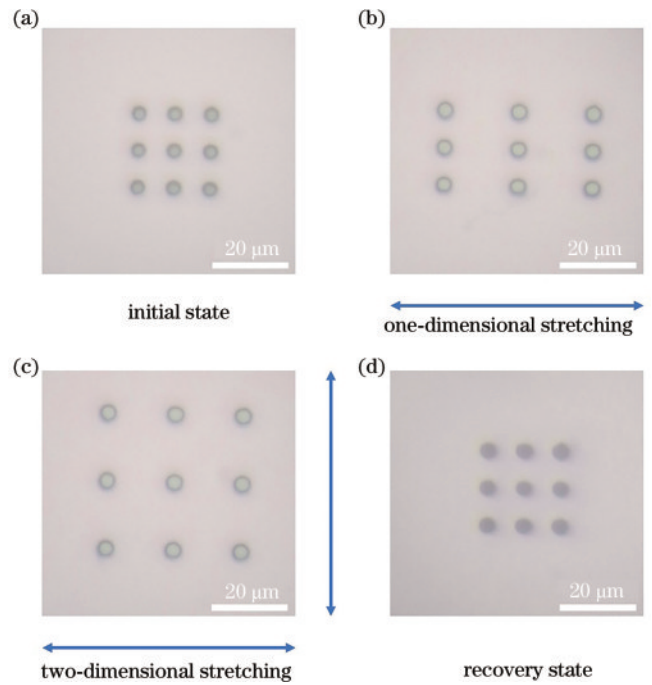 (a)
(b)
20 μm
20 μm
initial state
one-dimensional stretching
(c)
(d)
20 μm
20 μm
two-dimensional stretching
recovery state